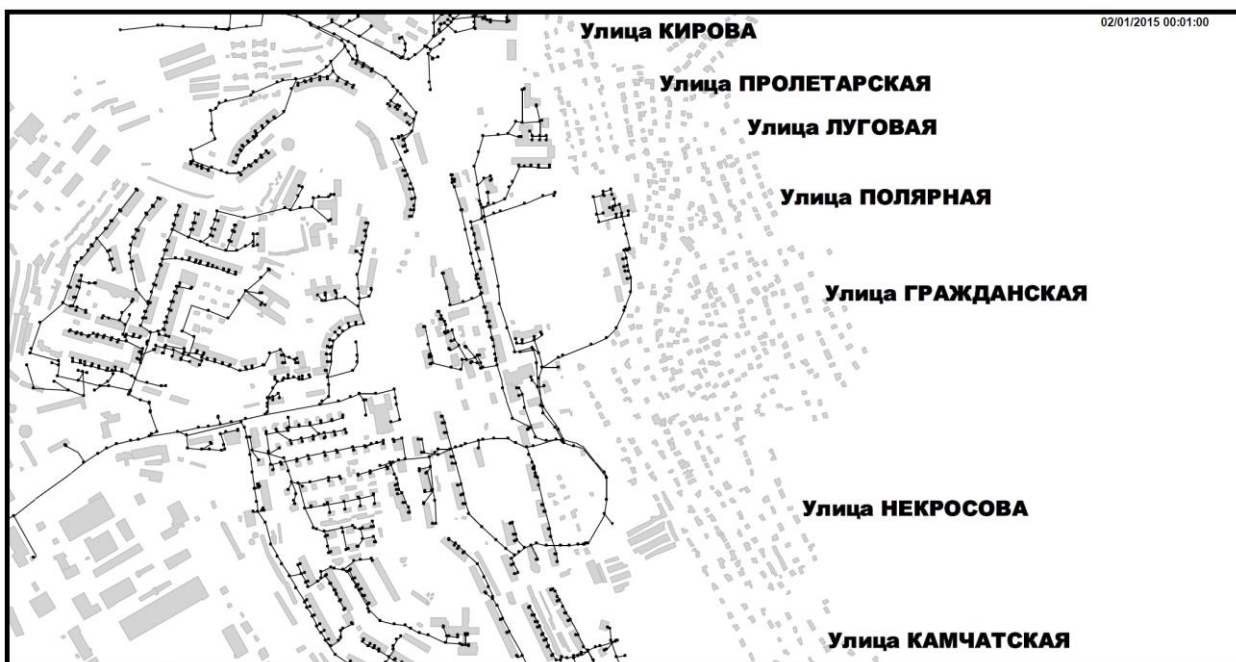 02/01/2015 00:01:00
Улица КИРОВА
Улица ПРОЛЕТАРСКАЯ
Улица ЛУГОВАЯ
Улица ПОЛЯРНАЯ
Улица ГРАЖДАНСКАЯ
Улица НЕКРОСОВА
Улица КАМЧАТСКАЯ